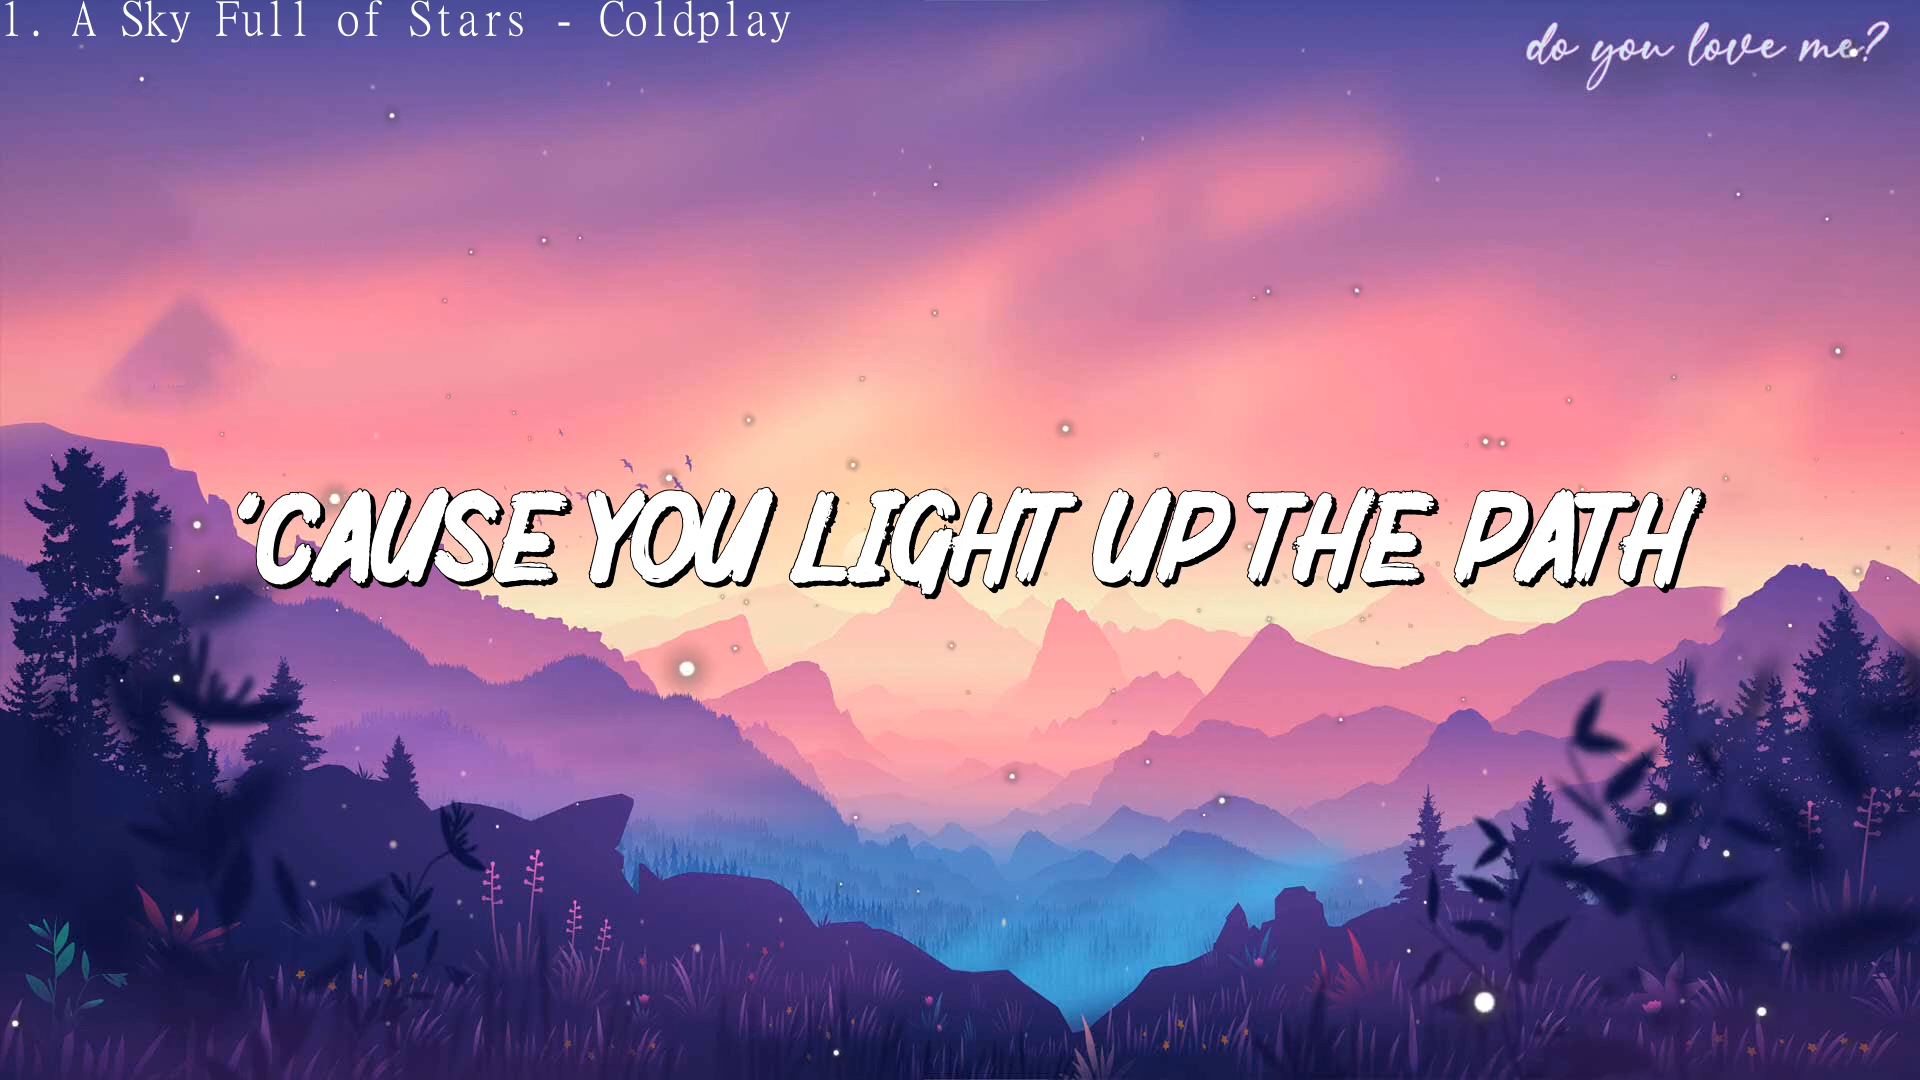 1. A Sky Full of Stars - Coldplay
do you love me?
'CAUSE YOU LIGHT UP THE PATH